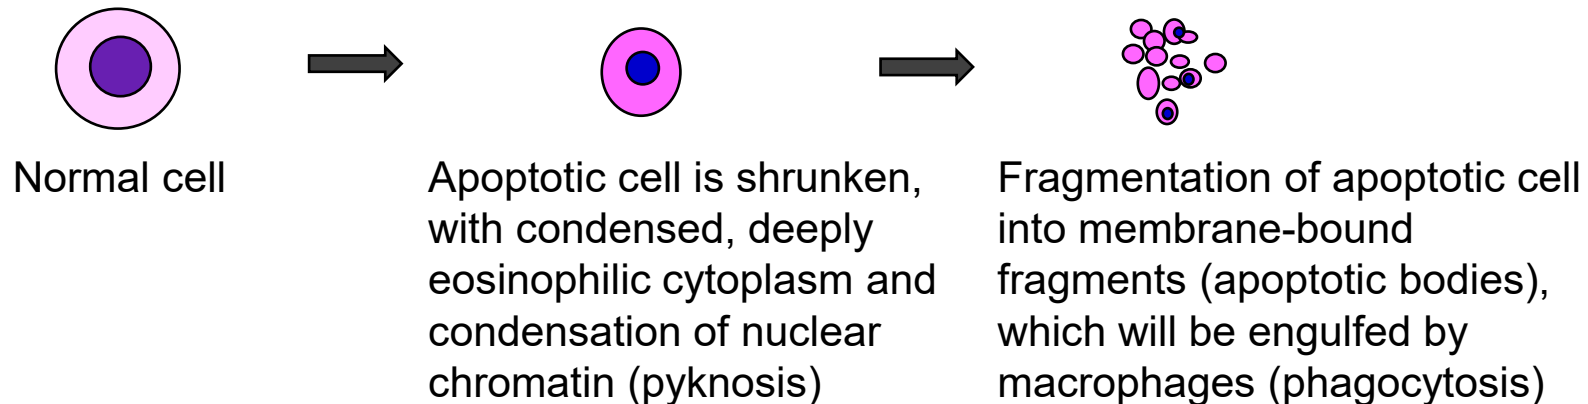 Normal cell
Apoptotic cell is shrunken,
with condensed, deeply
eosinophilic cytoplasm and
condensation of nuclear
chromatin (pyknosis)
Fragmentation of apoptotic cell
into membrane-bound
fragments (apoptotic bodies),
which will be engulfed by
macrophages (phagocytosis)